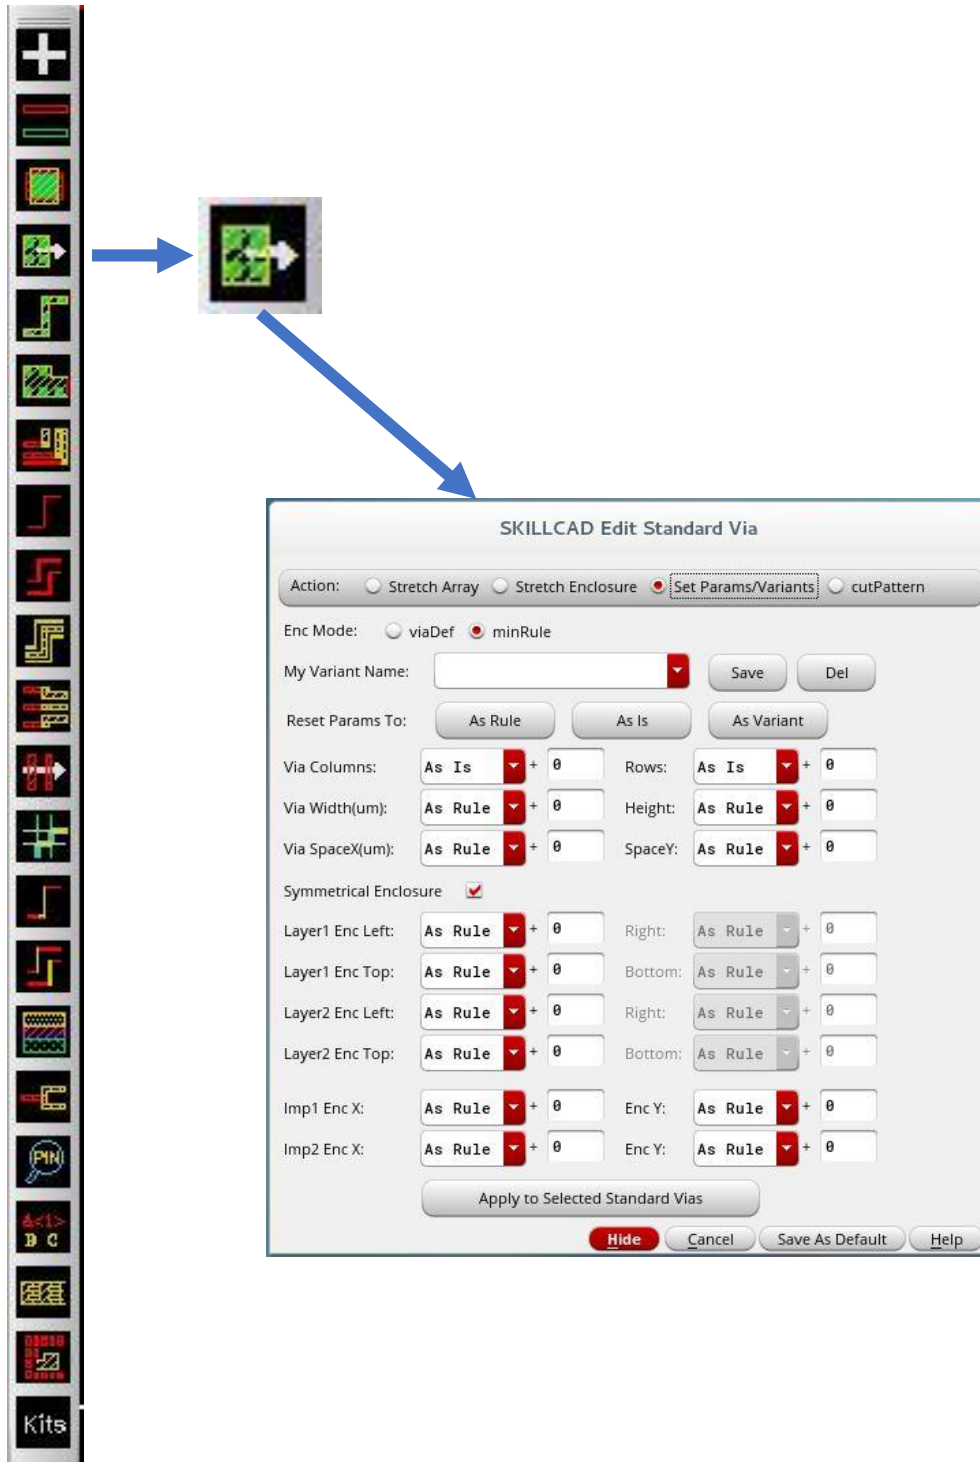 SKILLCAD Edit Standard Via
Action: Stretch Array Stretch Enclosure Set Params/Variants cutPattern
Enc Mode: viaDef minRule
My Variant Name: Save Del
Reset Params To: As Rule As Is As Variant
Via Columns: As Is + 0 Rows: As Is + 0
Via Width(um): As Rule + 0 Height: As Rule + 0
Via SpaceX(um): As Rule + 0 SpaceY: As Rule + 0
Symmetrical Enclosure
Layer1 Enc Left: As Rule + 0 Right: As Rule + 0
Layer1 Enc Top: As Rule + 0 Bottom: As Rule + 0
Layer2 Enc Left: As Rule + 0 Right: As Rule + 0
Layer2 Enc Top: As Rule + 0 Bottom: As Rule + 0
Imp1 Enc X: As Rule + 0 Enc Y: As Rule + 0
PIN
Imp2 Enc X: As Rule + 0 Enc Y: As Rule + 0
Apply to Selected Standard Vias
B C
Hide Cancel Save As Default Help
Kits